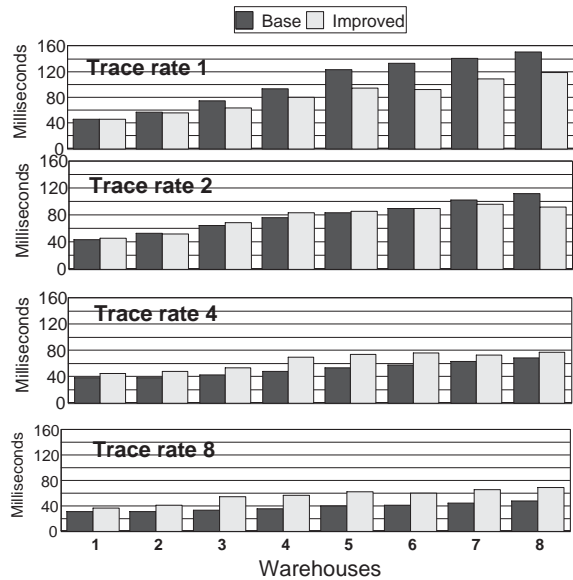 Base Improved
Trace rate 1
Milliseconds
160
120
80
40
0
Trace rate 2
Milliseconds
160
120
80
40
0
Trace rate 4
Milliseconds
160
120
80
40
0
Trace rate 8
Milliseconds
160
120
80
40
0
1 2 3 4 5 6 7 8
Warehouses